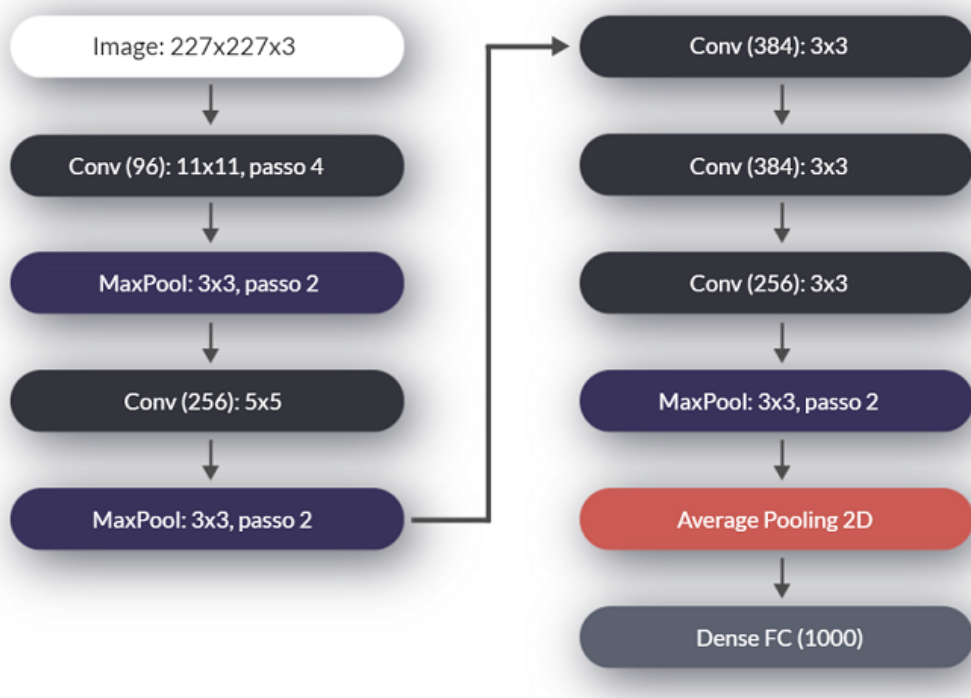 Image: 227x227x3
Conv (96): 11x11, passo 4
MaxPool: 3x3, passo 2
Conv (256): 5x5
MaxPool: 3x3, passo 2
Conv (384): 3x3
Conv (384): 3x3
Conv (256): 3x3
MaxPool: 3x3, passo 2
Average Pooling 2D
Dense FC (1000)